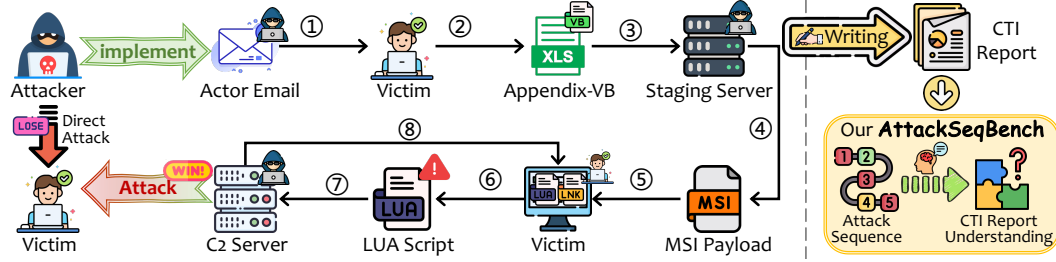 implement
Attacker
Actor Email
①
Victim
②
VB
XLS
Appendix-VB
③
Staging Server
④
Writing
CTI
Report
LOSE
Direct
Attack
Victim
WIN!
Attack
C2 Server
⑧
⑦
LUA
LUA Script
⑥
LUA
LNK
Victim
⑤
MSI
MSI Payload
Our AttackSeqBench
1
2
3
4
5
Attack
Sequence
?
CTI Report
Understanding